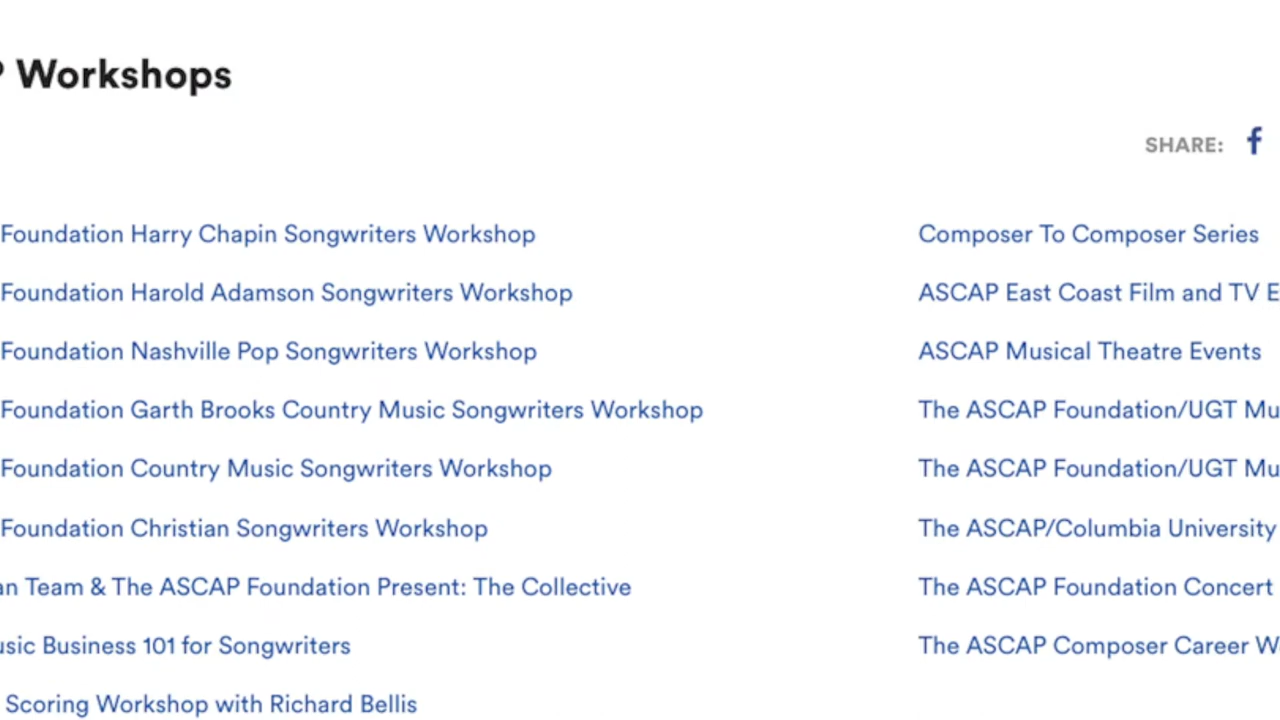 Workshops
SHARE:
Foundation Harry Chapin Songwriters Workshop
Foundation Harold Adamson Songwriters Workshop
Foundation Nashville Pop Songwriters Workshop
Foundation Garth Brooks Country Music Songwriters Workshop
Foundation Country Music Songwriters Workshop
Foundation Christian Songwriters Workshop
an Team & The ASCAP Foundation Present: The Collective
usic Business 101 for Songwriters
Scoring Workshop with Richard Bellis
Composer To Composer Series
ASCAP East Coast Film and TV E
ASCAP Musical Theatre Events
The ASCAP Foundation/UGT Mu
The ASCAP Foundation/UGT Mu
The ASCAP/Columbia University
The ASCAP Foundation Concert
The ASCAP Composer Career W